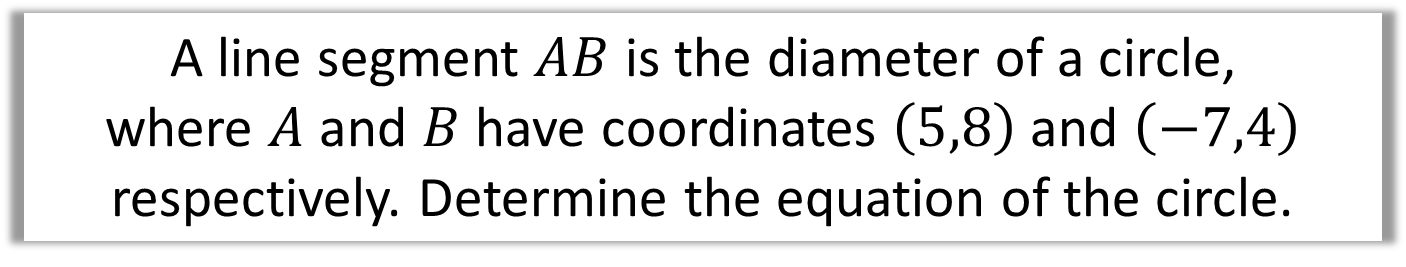 A line segment AB is the diameter of a circle,
where A and B have coordinates (5,8) and (−7,4)
respectively. Determine the equation of the circle.